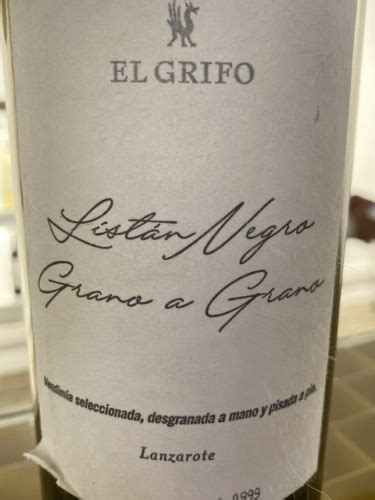 EL GRIFO
Listán Negro
Grano a Grano
Vendimia seleccionada, desgranada a mano y pisada a pie.
Lanzarote